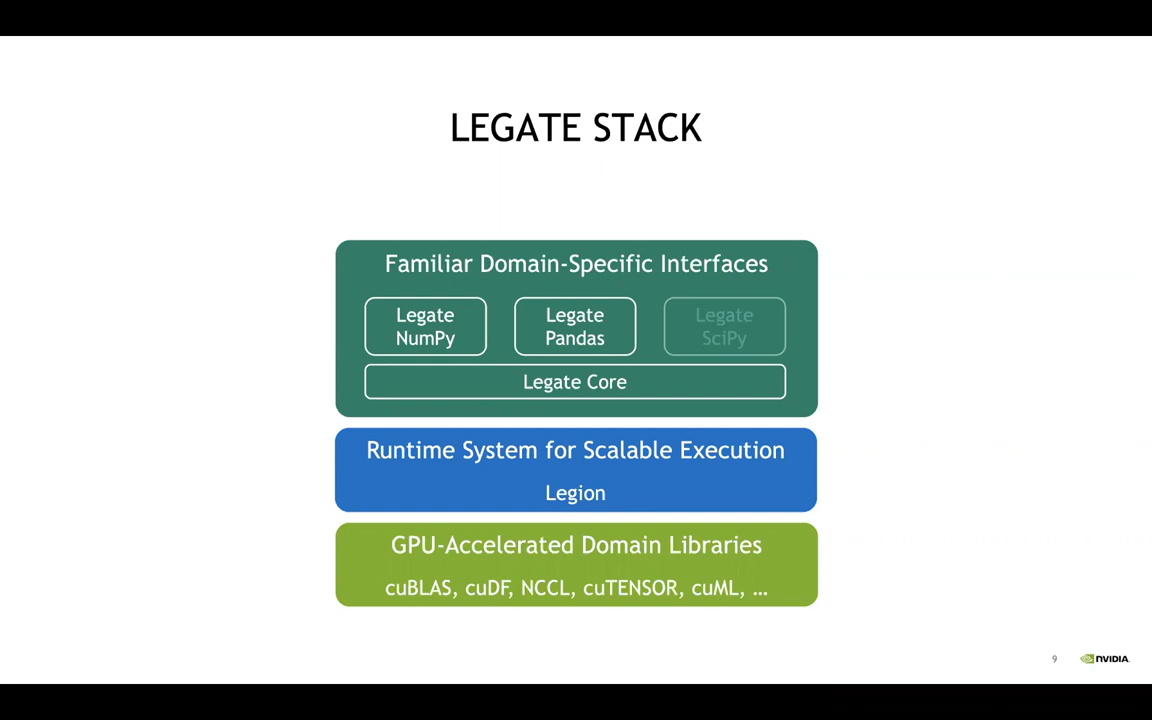 LEGATE STACK
Familiar Domain-Specific Interfaces
Legate
NumPy
Legate
Pandas
Legate
SciPy
Legate Core
Runtime System for Scalable Execution
Legion
GPU-Accelerated Domain Libraries
cuBLAS, cuDF, NCCL, cuTENSOR, cuML, …
9
NVIDIA.